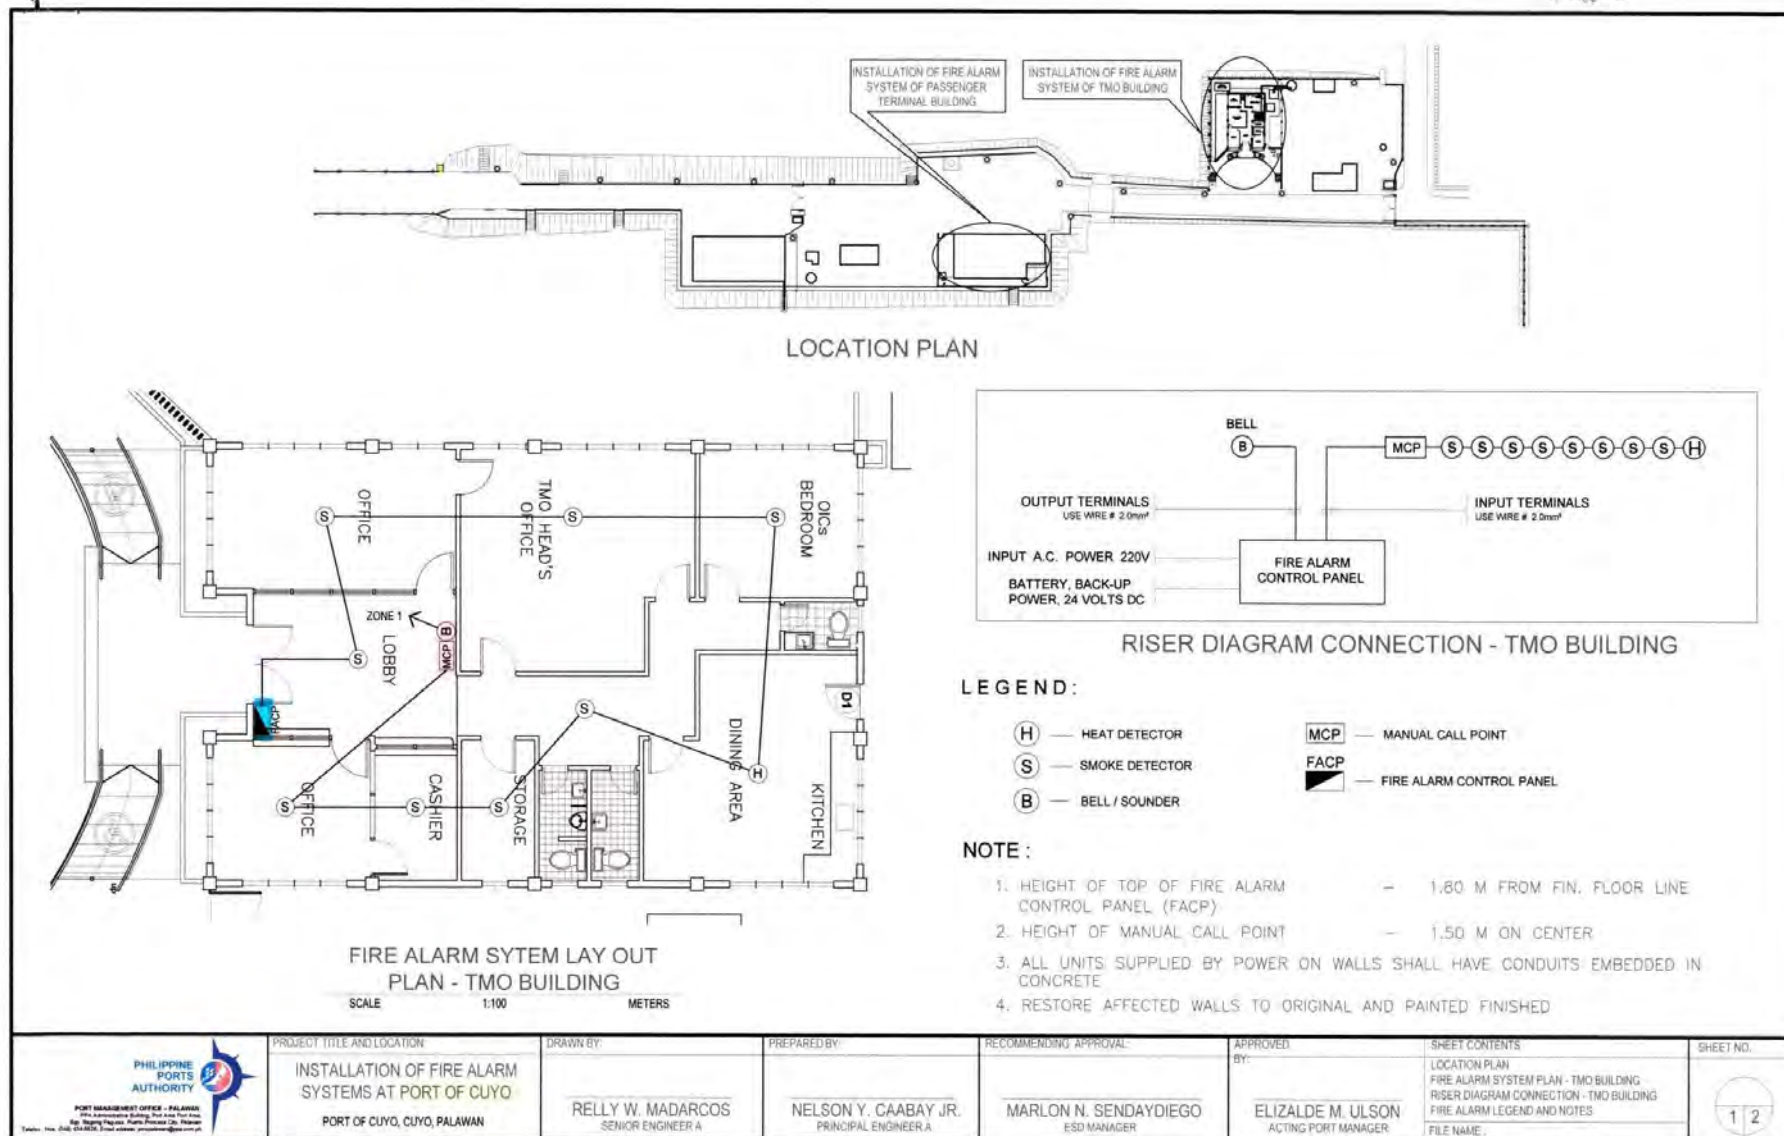 INSTALLATION OF FIRE ALARM
SYSTEM OF PASSENGER
TERMINAL BUILDING
INSTALLATION OF FIRE ALARM
SYSTEM OF TMO BUILDING
LOCATION PLAN
OFFICE
S
TMO HEAD'S
OFFICE
S
OICs
BEDROOM
S
ZONE 1
B
MCP
LOBBY
S
FACP
D1
S
H
DINING AREA
KITCHEN
S
OFFICE
S
CASHIER
S
STORAGE
FIRE ALARM SYTEM LAY OUT
PLAN - TMO BUILDING
SCALE 1:100 METERS
BELL
B
MCP S S S S S S S S H
OUTPUT TERMINALS
USE WIRE # 2.0mm²
INPUT TERMINALS
USE WIRE # 2.0mm²
INPUT A.C. POWER 220V
BATTERY, BACK-UP
POWER, 24 VOLTS DC
FIRE ALARM
CONTROL PANEL
RISER DIAGRAM CONNECTION - TMO BUILDING
LEGEND:
H — HEAT DETECTOR
S — SMOKE DETECTOR
B — BELL / SOUNDER
MCP — MANUAL CALL POINT
FACP
— FIRE ALARM CONTROL PANEL
NOTE :
1. HEIGHT OF TOP OF FIRE ALARM – 1.80 M FROM FIN. FLOOR LINE
CONTROL PANEL (FACP)
2. HEIGHT OF MANUAL CALL POINT – 1.50 M ON CENTER
3. ALL UNITS SUPPLIED BY POWER ON WALLS SHALL HAVE CONDUITS EMBEDDED IN
CONCRETE
4. RESTORE AFFECTED WALLS TO ORIGINAL AND PAINTED FINISHED
PHILIPPINE
PORTS
AUTHORITY
PORT MANAGEMENT OFFICE - PALAWAN
PROJECT TITLE AND LOCATION:
INSTALLATION OF FIRE ALARM
SYSTEMS AT PORT OF CUYO
PORT OF CUYO, CUYO, PALAWAN
DRAWN BY:
RELLY W. MADARCOS
SENIOR ENGINEER A
PREPARED BY:
NELSON Y. CAABAY JR.
PRINCIPAL ENGINEER A
RECOMMENDING APPROVAL:
MARLON N. SENDAYDIEGO
ESD MANAGER
APPROVED
BY:
ELIZALDE M. ULSON
ACTING PORT MANAGER
SHEET CONTENTS
LOCATION PLAN
FIRE ALARM SYSTEM PLAN - TMO BUILDING
RISER DIAGRAM CONNECTION - TMO BUILDING
FIRE ALARM LEGEND AND NOTES
FILE NAME:
SHEET NO.
1 2